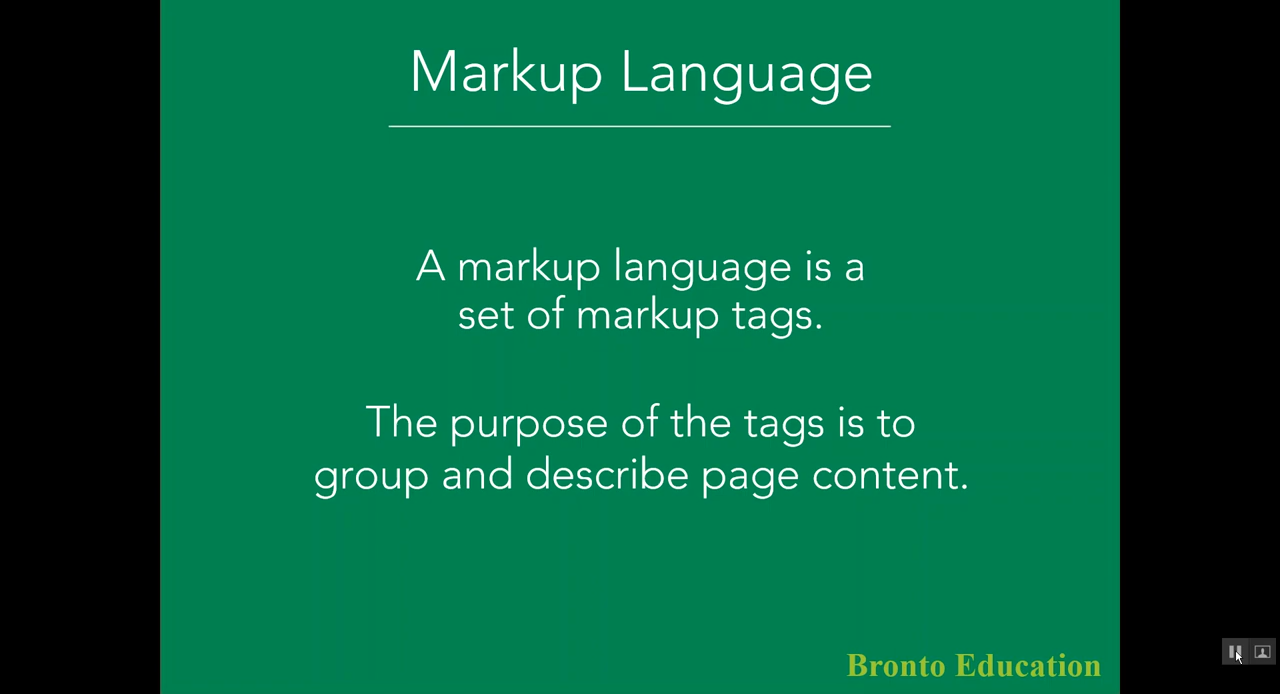 Markup Language
A markup language is a
set of markup tags.
The purpose of the tags is to
group and describe page content.
Bronto Education